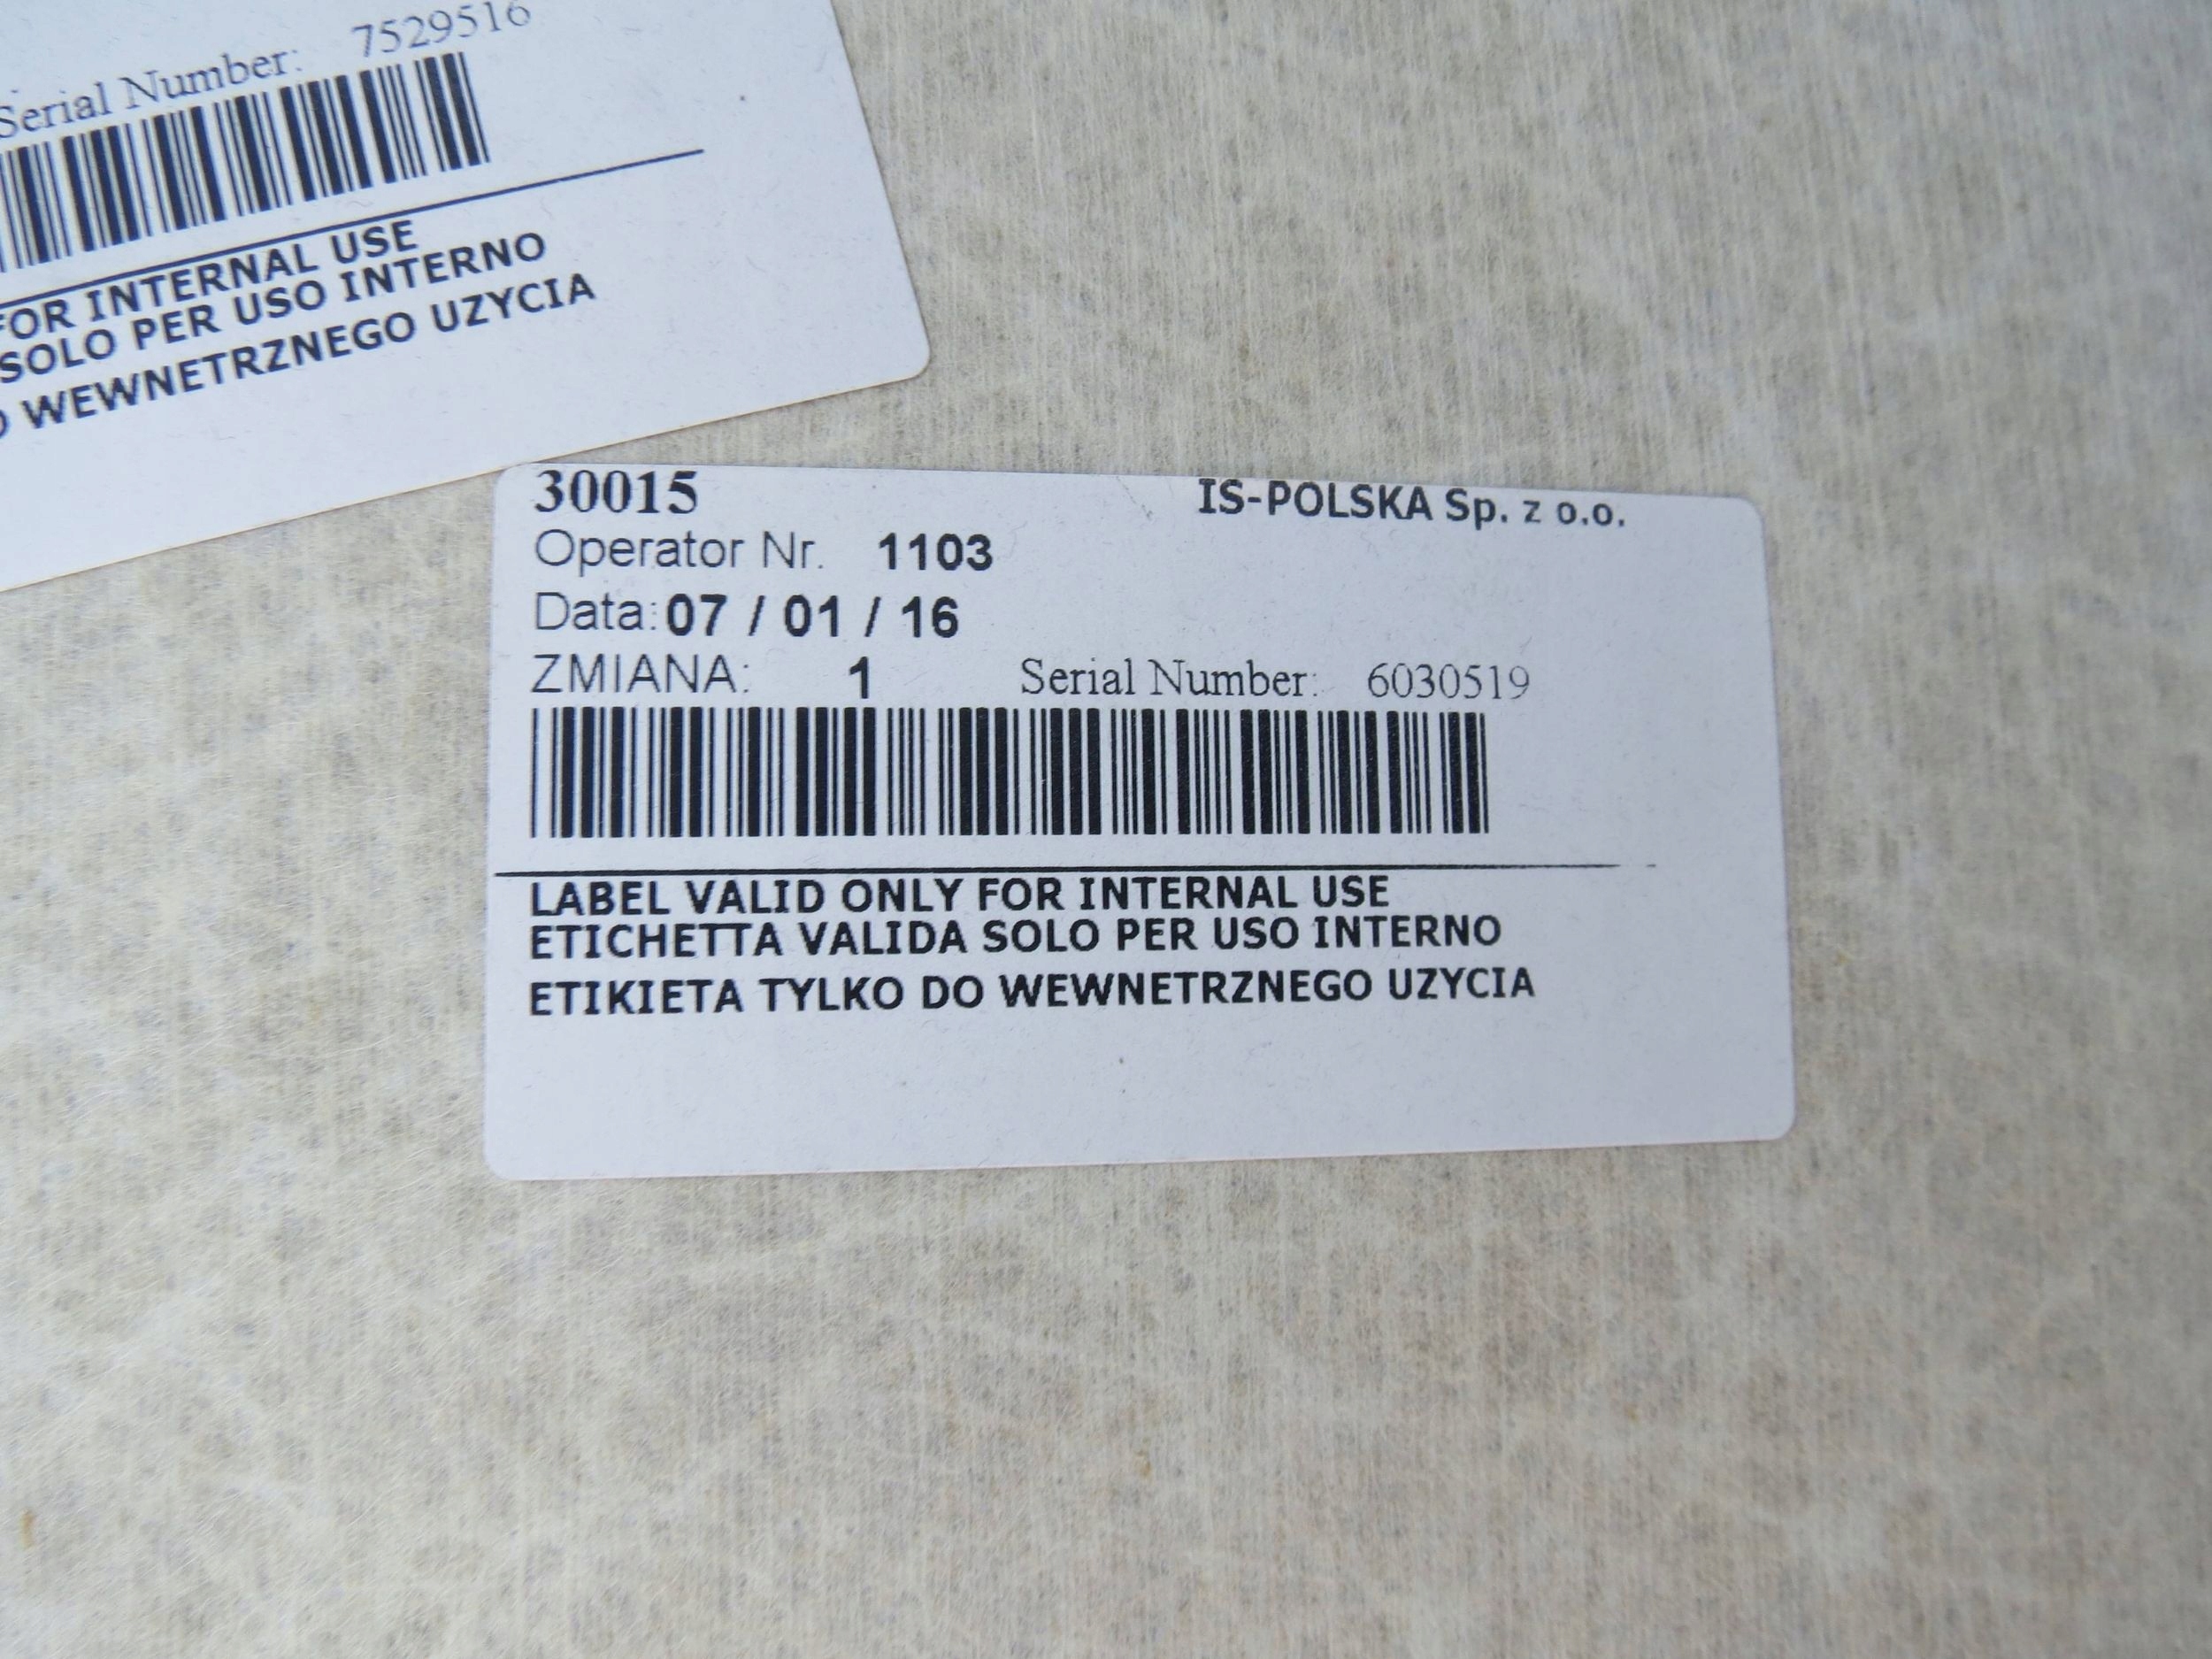 Serial Number: 7529516
FOR INTERNAL USE
SOLO PER USO INTERNO
WEWNETRZNEGO UZYCIA
30015 IS-POLSKA Sp. z o.o.
Operator Nr. 1103
Data: 07 / 01 / 16
ZMIANA: 1 Serial Number: 6030519
LABEL VALID ONLY FOR INTERNAL USE
ETICHETTA VALIDA SOLO PER USO INTERNO
ETIKIETA TYLKO DO WEWNETRZNEGO UZYCIA